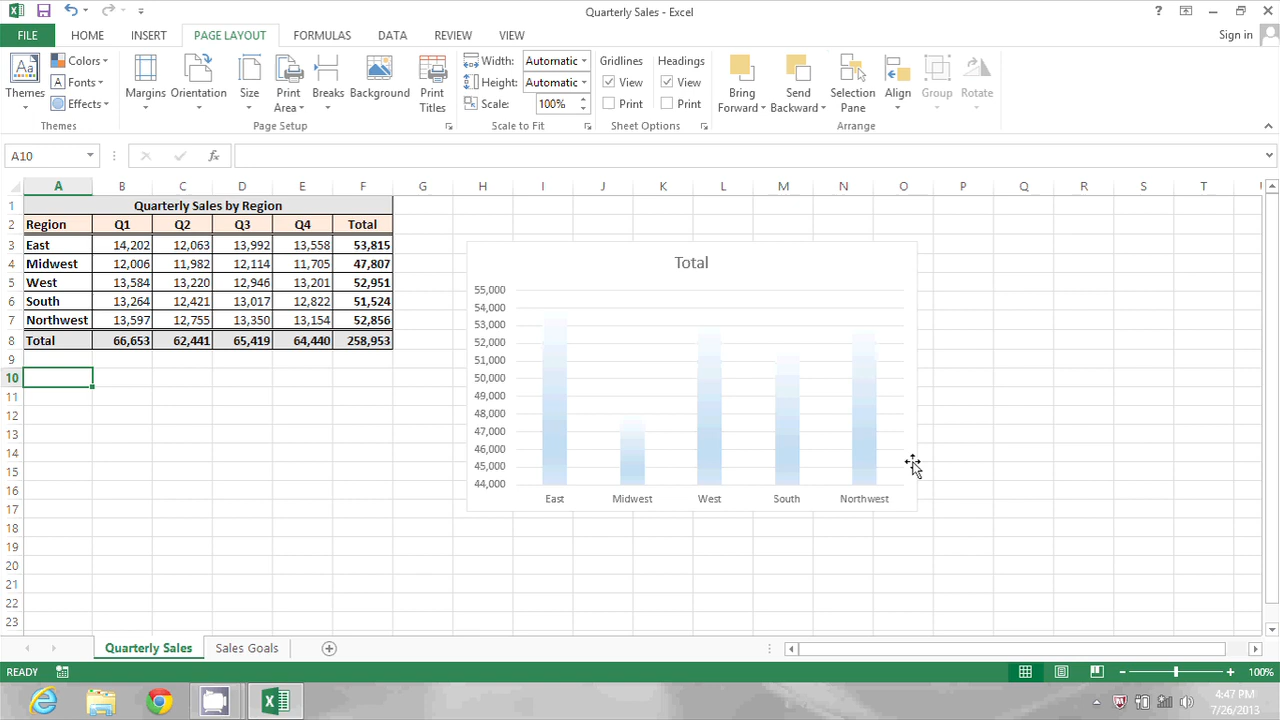 Quarterly Sales - Excel
?
FILE HOME INSERT PAGE LAYOUT FORMULAS DATA REVIEW VIEW Sign in
Aa Themes Colors Fonts Effects Margins Orientation Size Print Area Breaks Background Print Titles Width: Automatic Height: Automatic Scale: 100% Gridlines View Print Headings View Print Bring Forward Send Backward Selection Pane Align Group Rotate
Themes Page Setup Scale to Fit Sheet Options Arrange
A10 fx
A B C D E F G H I J K L M N O P Q R S T
1 Quarterly Sales by Region
2 Region Q1 Q2 Q3 Q4 Total
3 East 14,202 12,063 13,992 13,558 53,815
4 Midwest 12,006 11,982 12,114 11,705 47,807
5 West 13,584 13,220 12,946 13,201 52,951
6 South 13,264 12,421 13,017 12,822 51,524
7 Northwest 13,597 12,755 13,350 13,154 52,856
8 Total 66,653 62,441 65,419 64,440 258,953
9
10
11
12
13
14
15
16
17
18
19
20
21
22
23
Total
55,000
54,000
53,000
52,000
51,000
50,000
49,000
48,000
47,000
46,000
45,000
44,000
East Midwest West South Northwest
Quarterly Sales Sales Goals
READY 100%
4:47 PM
7/26/2013